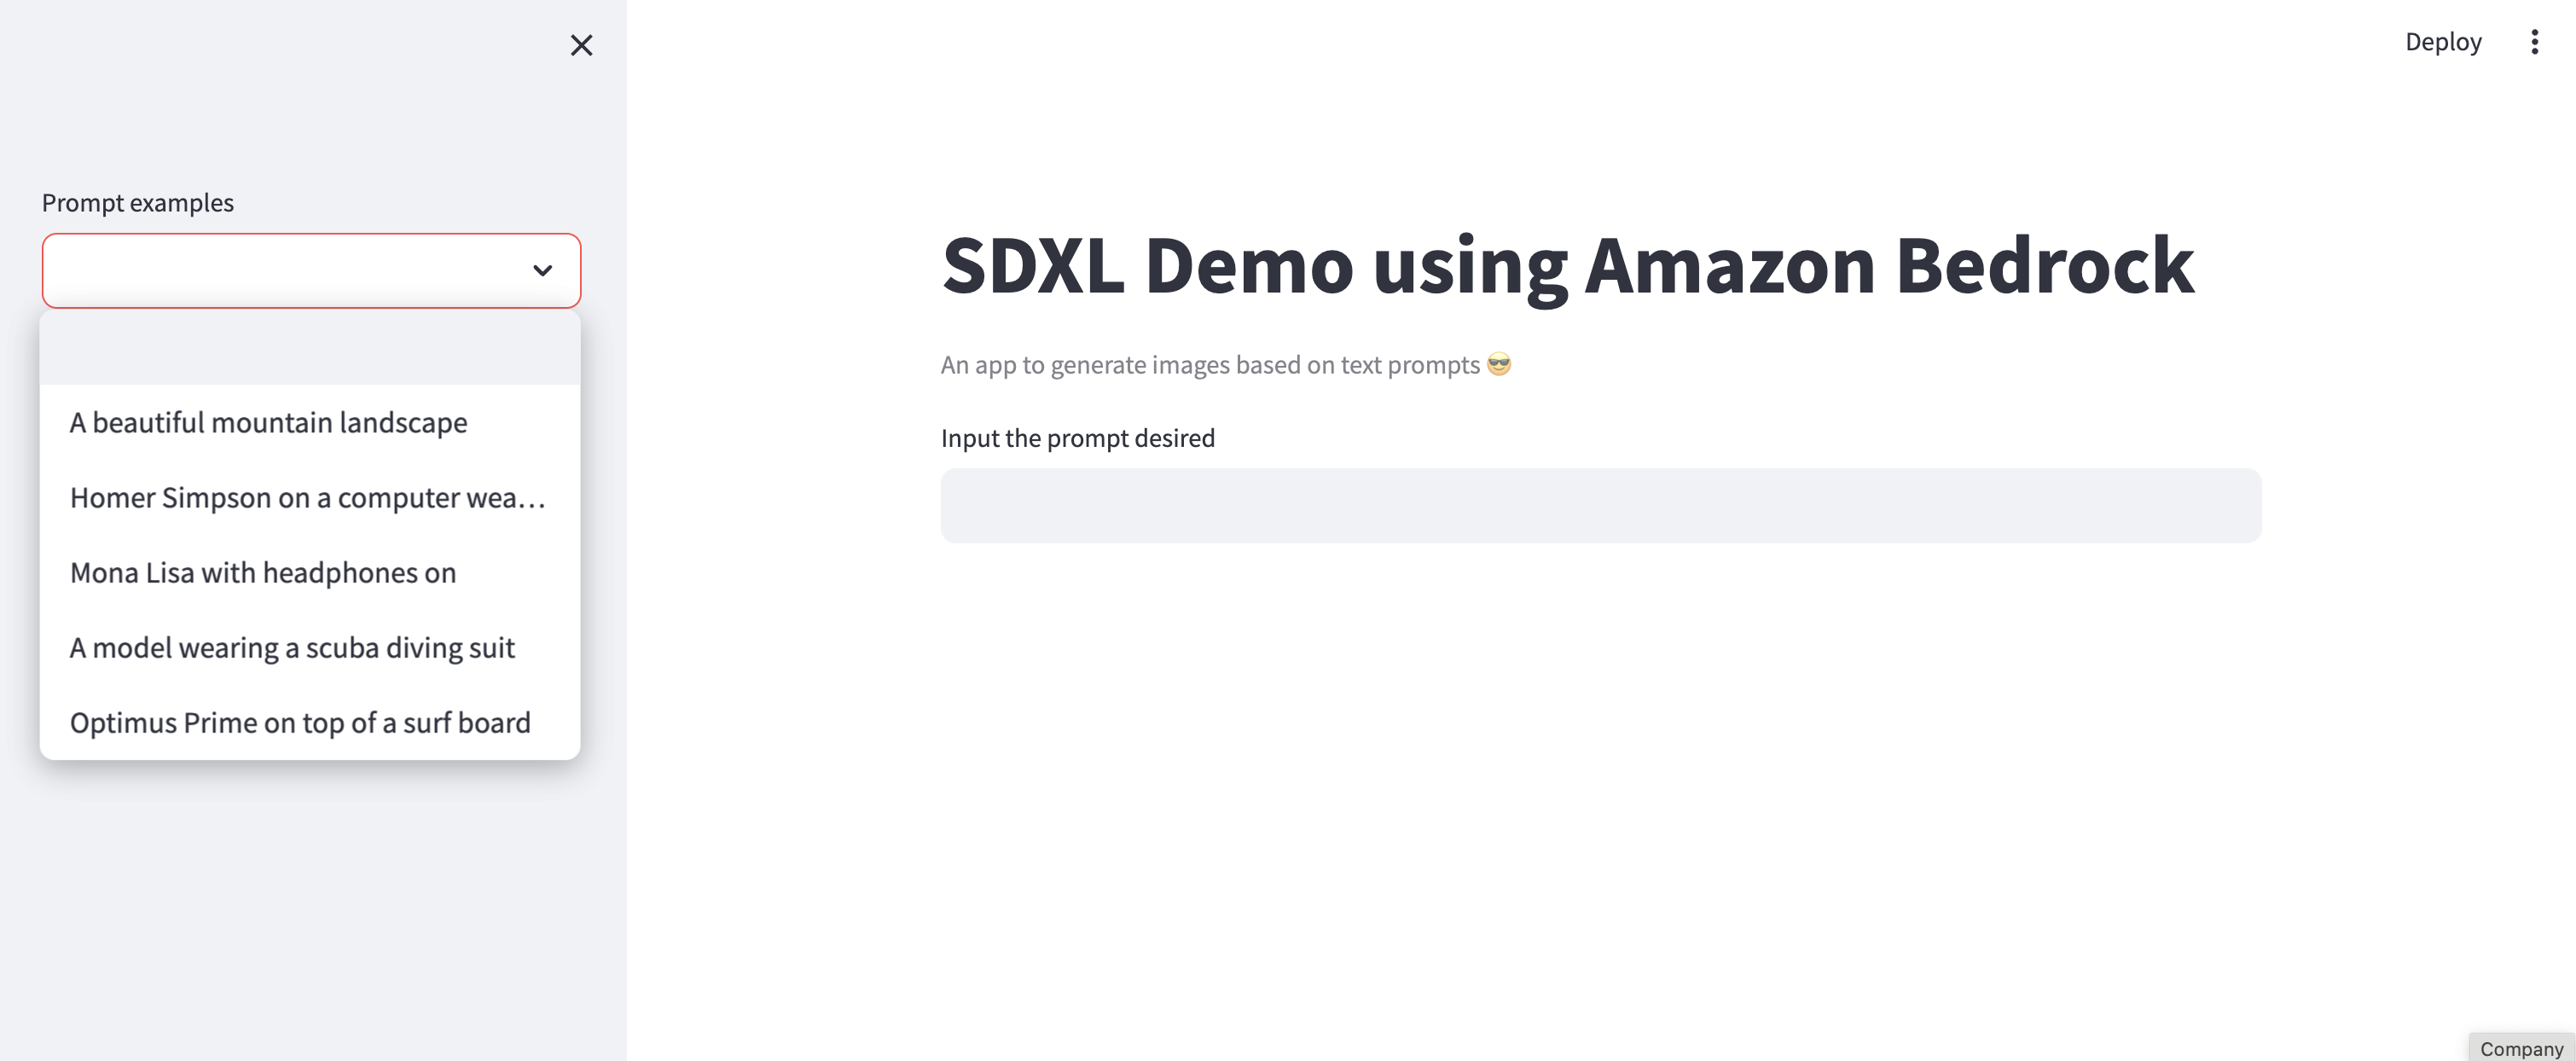 Deploy
Prompt examples
A beautiful mountain landscape
Homer Simpson on a computer wea…
Mona Lisa with headphones on
A model wearing a scuba diving suit
Optimus Prime on top of a surf board
SDXL Demo using Amazon Bedrock
An app to generate images based on text prompts 😎
Input the prompt desired
Company